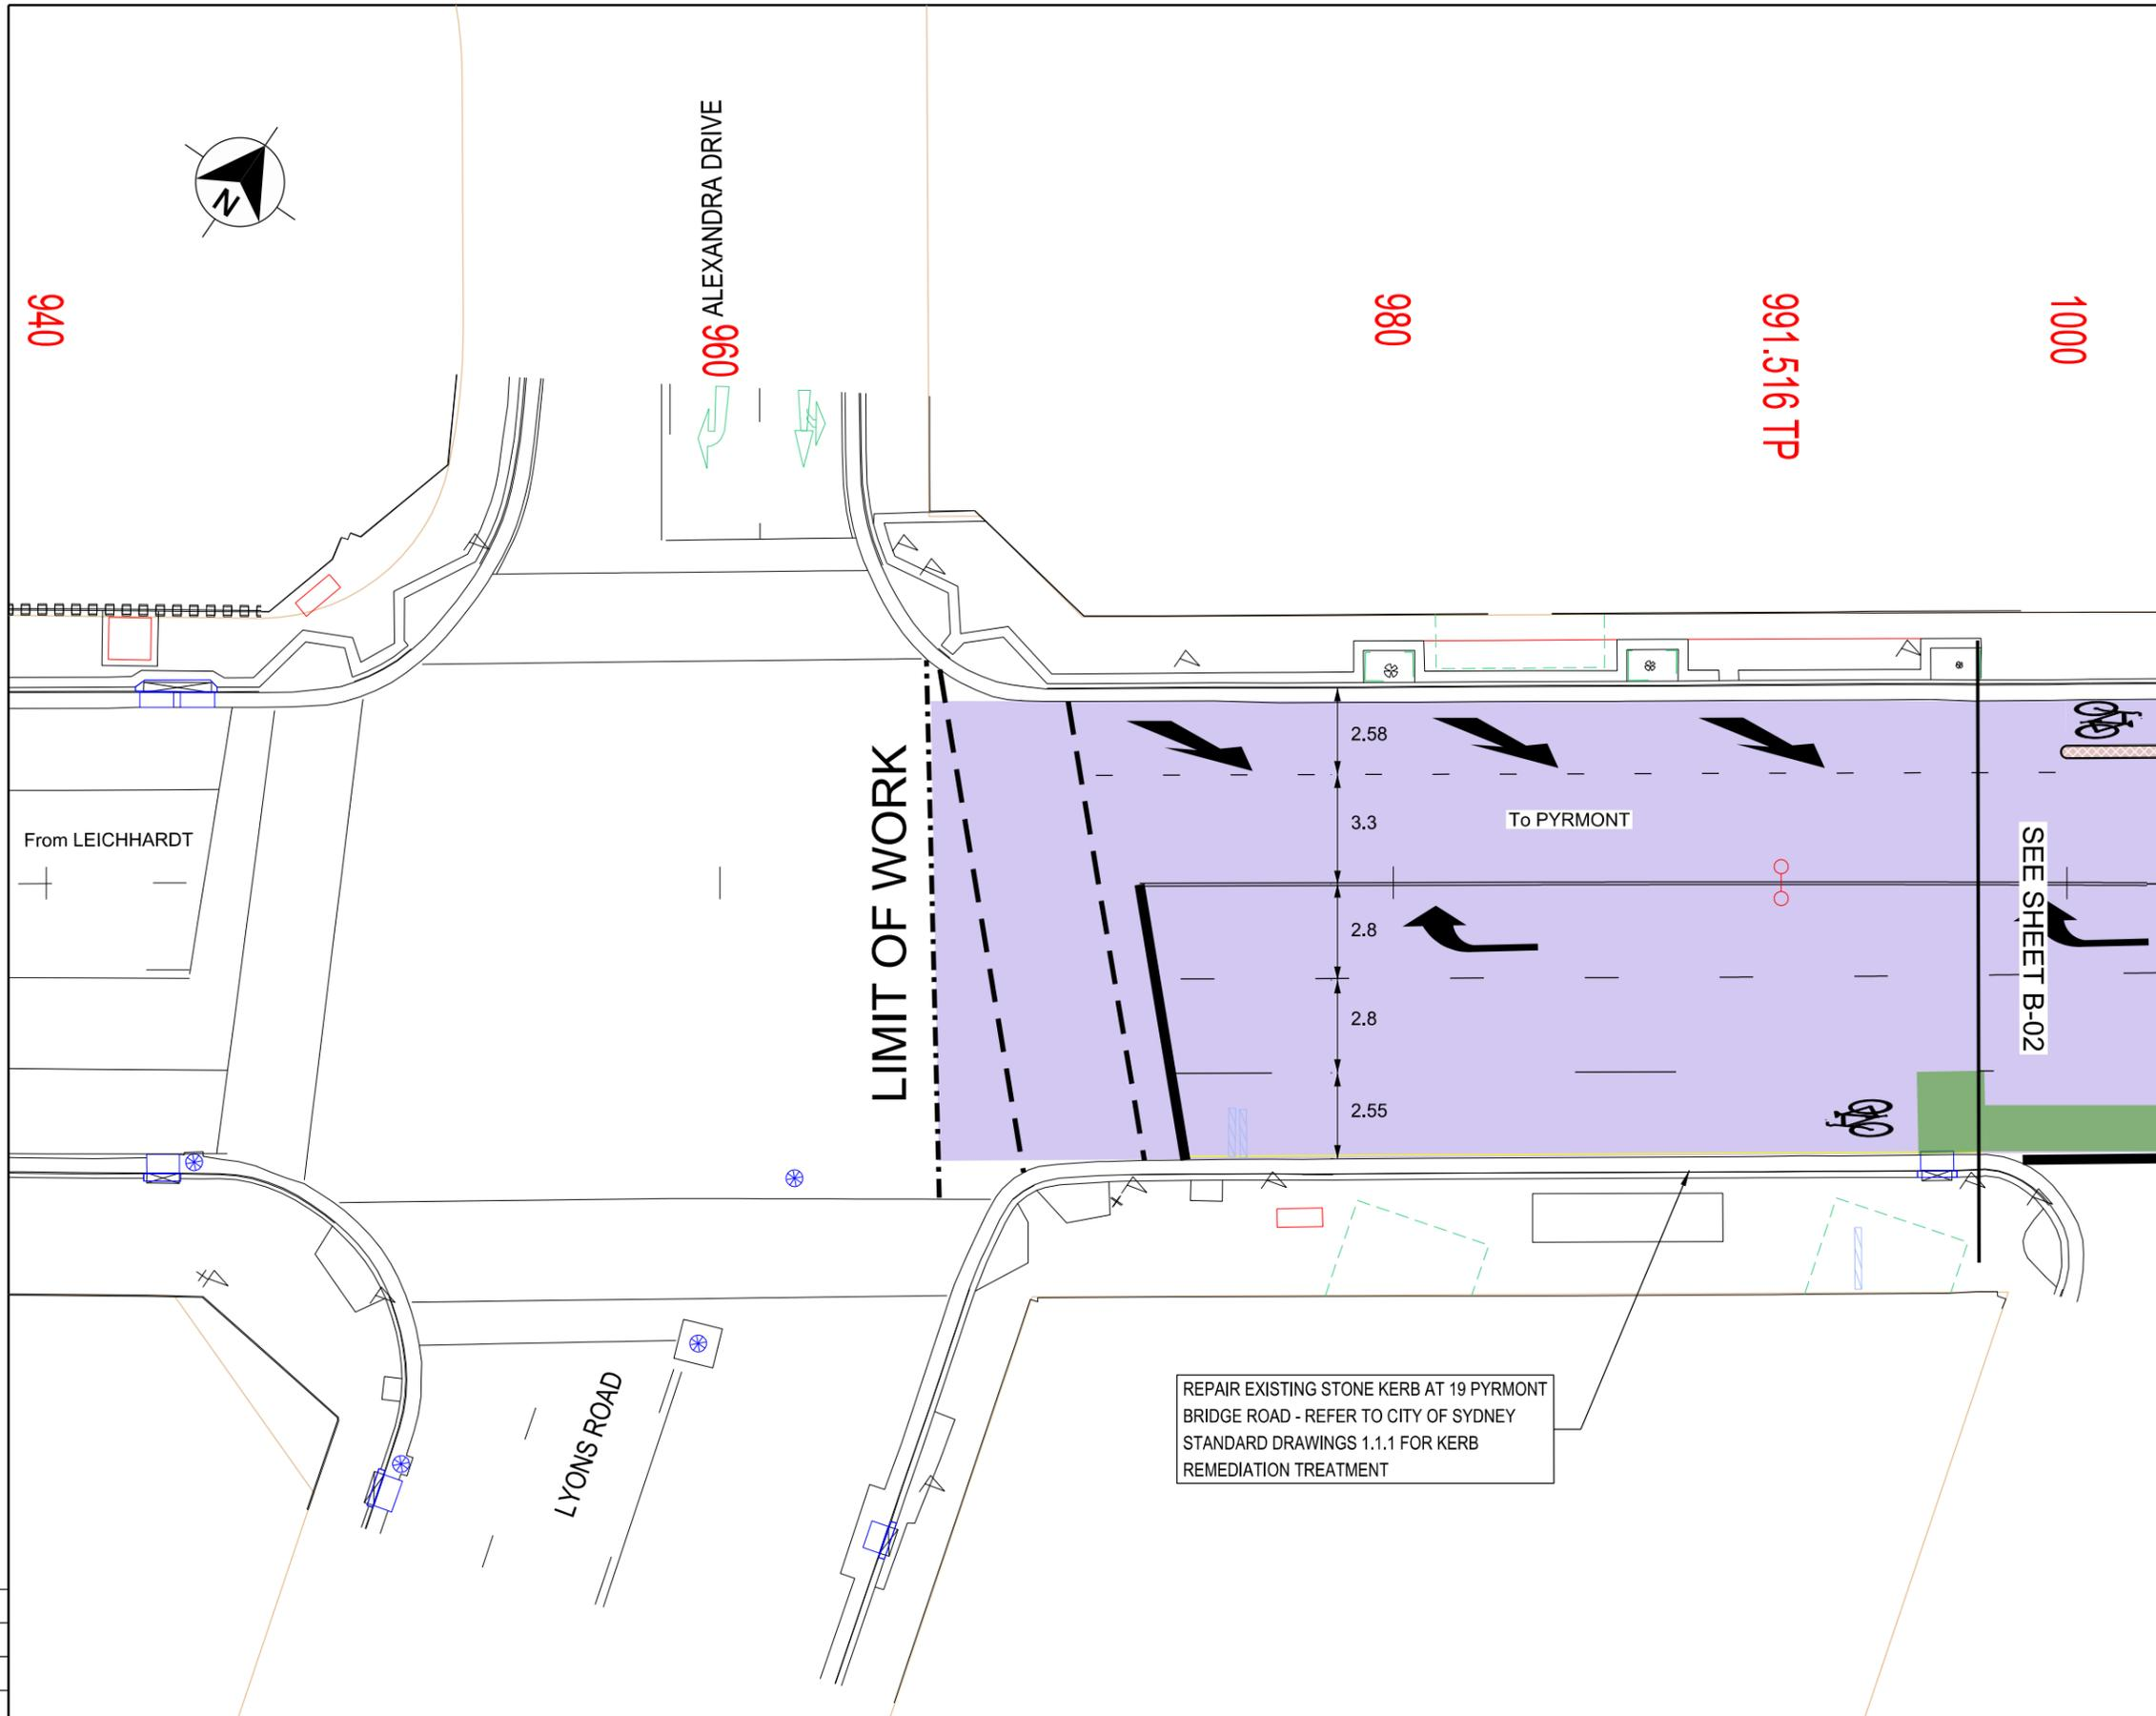 ALEXANDRA DRIVE
N
940
960
980
991.516 TP
1000
LIMIT OF WORK
2.58
3.3
To PYRMONT
From LEICHHARDT
2.8
2.8
2.55
SEE SHEET B-02
LYONS ROAD
REPAIR EXISTING STONE KERB AT 19 PYRMONT
BRIDGE ROAD - REFER TO CITY OF SYDNEY
STANDARD DRAWINGS 1.1.1 FOR KERB
REMEDIATION TREATMENT